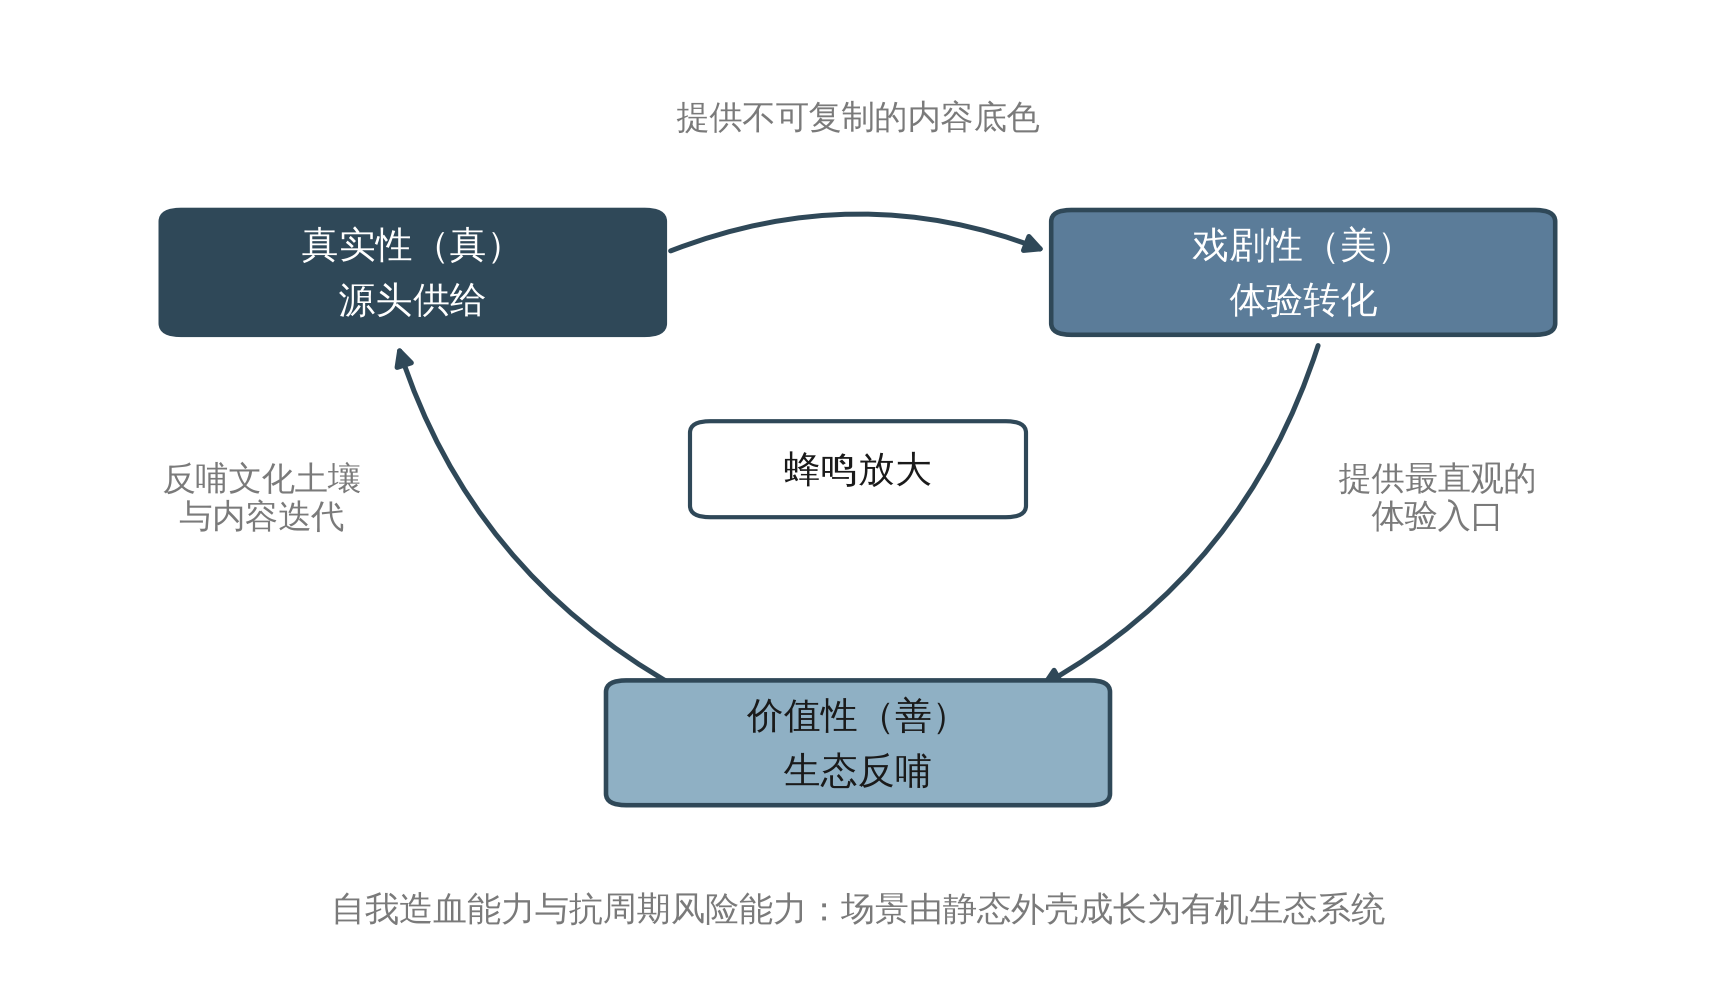 提供不可复制的内容底色
真实性（真）
源头供给
戏剧性（美）
体验转化
蜂鸣放大
反哺文化土壤
与内容迭代
提供最直观的
体验入口
价值性（善）
生态反哺
自我造血能力与抗周期风险能力：场景由静态外壳成长为有机生态系统